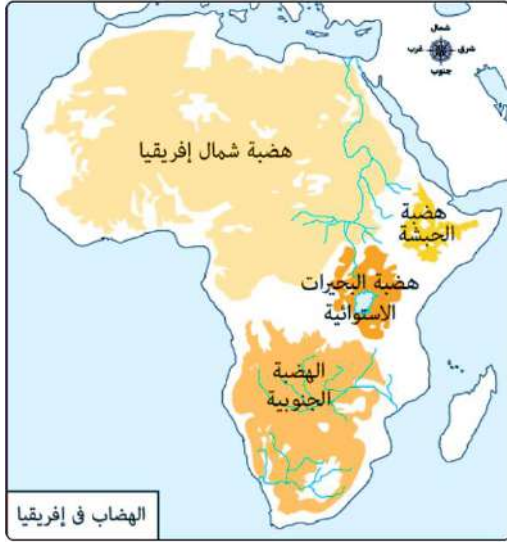 شمال
شرق
غرب
جنوب
هضبة شمال إفريقيا
هضبة
الحبشة
هضبة البحيرات
الاستوائية
الهضبة
الجنوبية
الهضاب فى إفريقيا